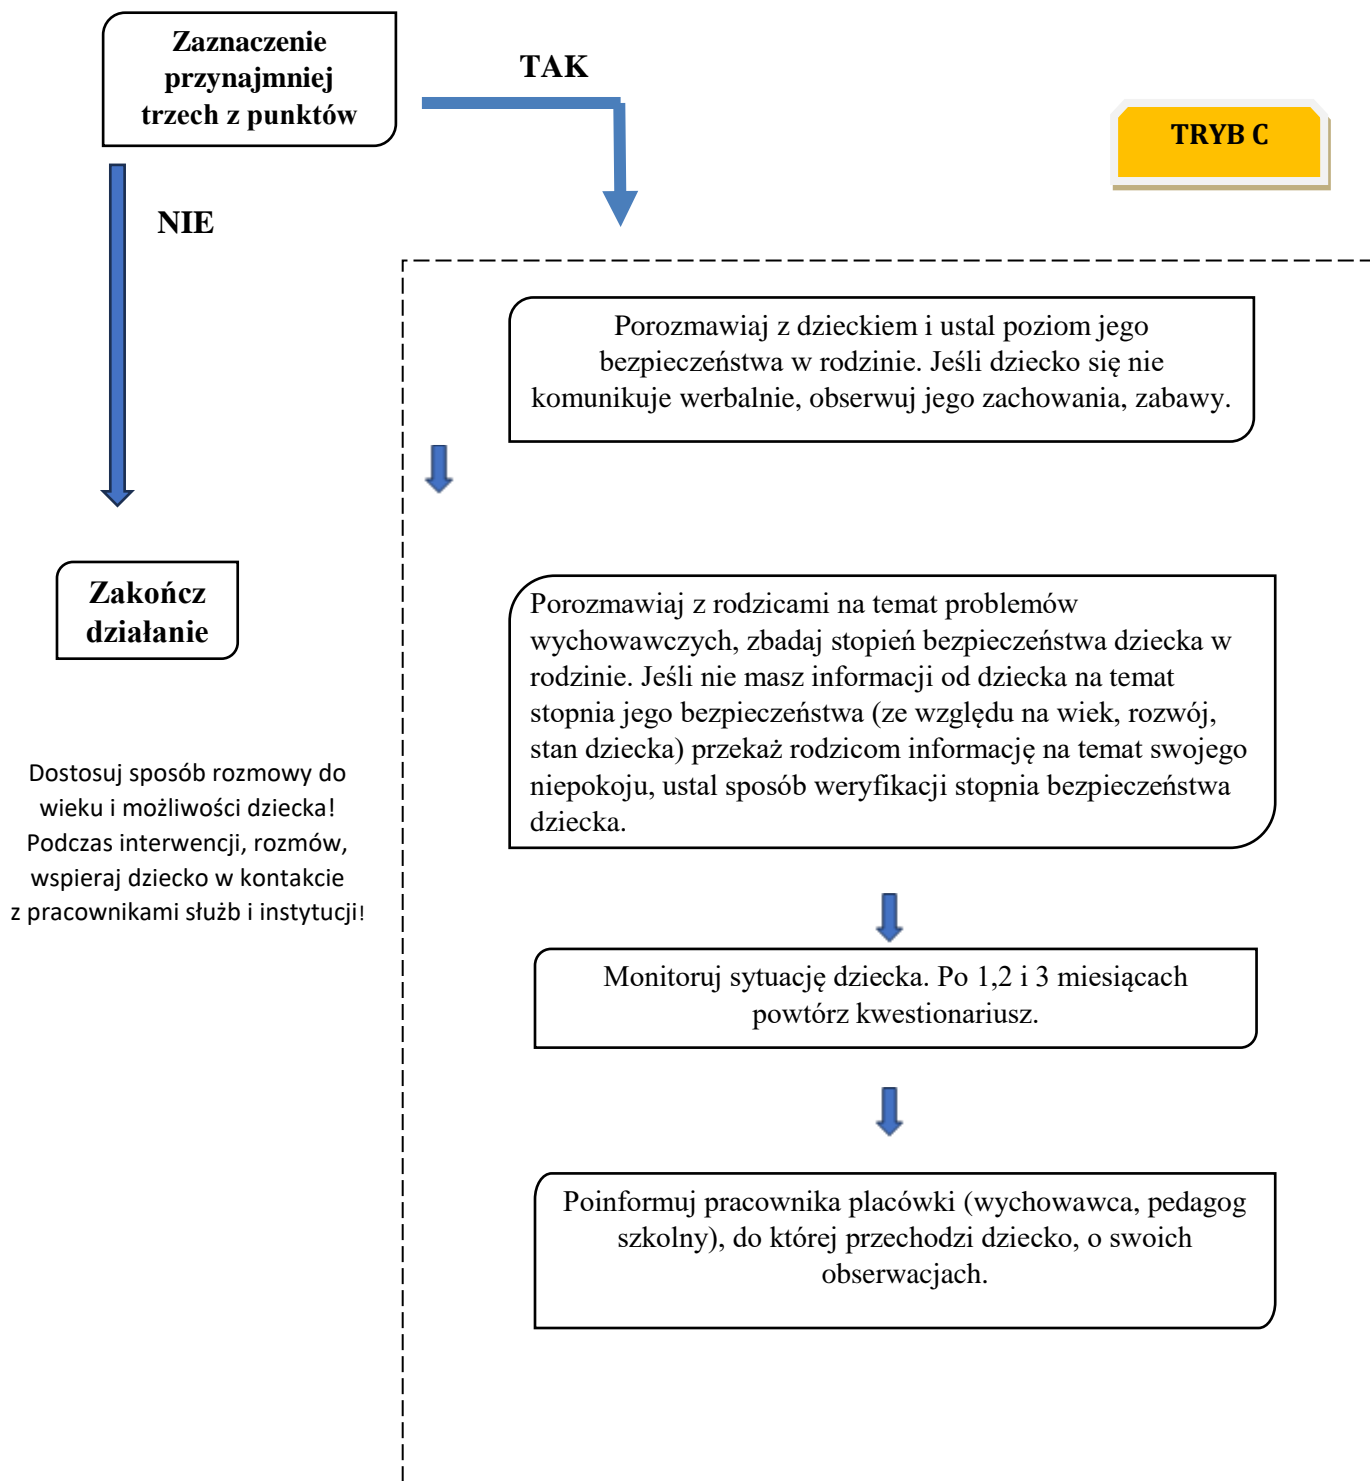 Zaznaczenie
przynajmniej
trzech z punktów
TAK
TRYB C
NIE
Porozmawiaj z dzieckiem i ustal poziom jego
bezpieczeństwa w rodzinie. Jeśli dziecko się nie
komunikuje werbalnie, obserwuj jego zachowania, zabawy.
Zakończ
działanie
Porozmawiaj z rodzicami na temat problemów
wychowawczych, zbadaj stopień bezpieczeństwa dziecka w
rodzinie. Jeśli nie masz informacji od dziecka na temat
stopnia jego bezpieczeństwa (ze względu na wiek, rozwój,
stan dziecka) przekaż rodzicom informację na temat swojego
niepokoju, ustal sposób weryfikacji stopnia bezpieczeństwa
dziecka.
Dostosuj sposób rozmowy do
wieku i możliwości dziecka!
Podczas interwencji, rozmów,
wspieraj dziecko w kontakcie
z pracownikami służb i instytucji!
Monitoruj sytuację dziecka. Po 1,2 i 3 miesiącach
powtórz kwestionariusz.
Poinformuj pracownika placówki (wychowawca, pedagog
szkolny), do której przechodzi dziecko, o swoich
obserwacjach.